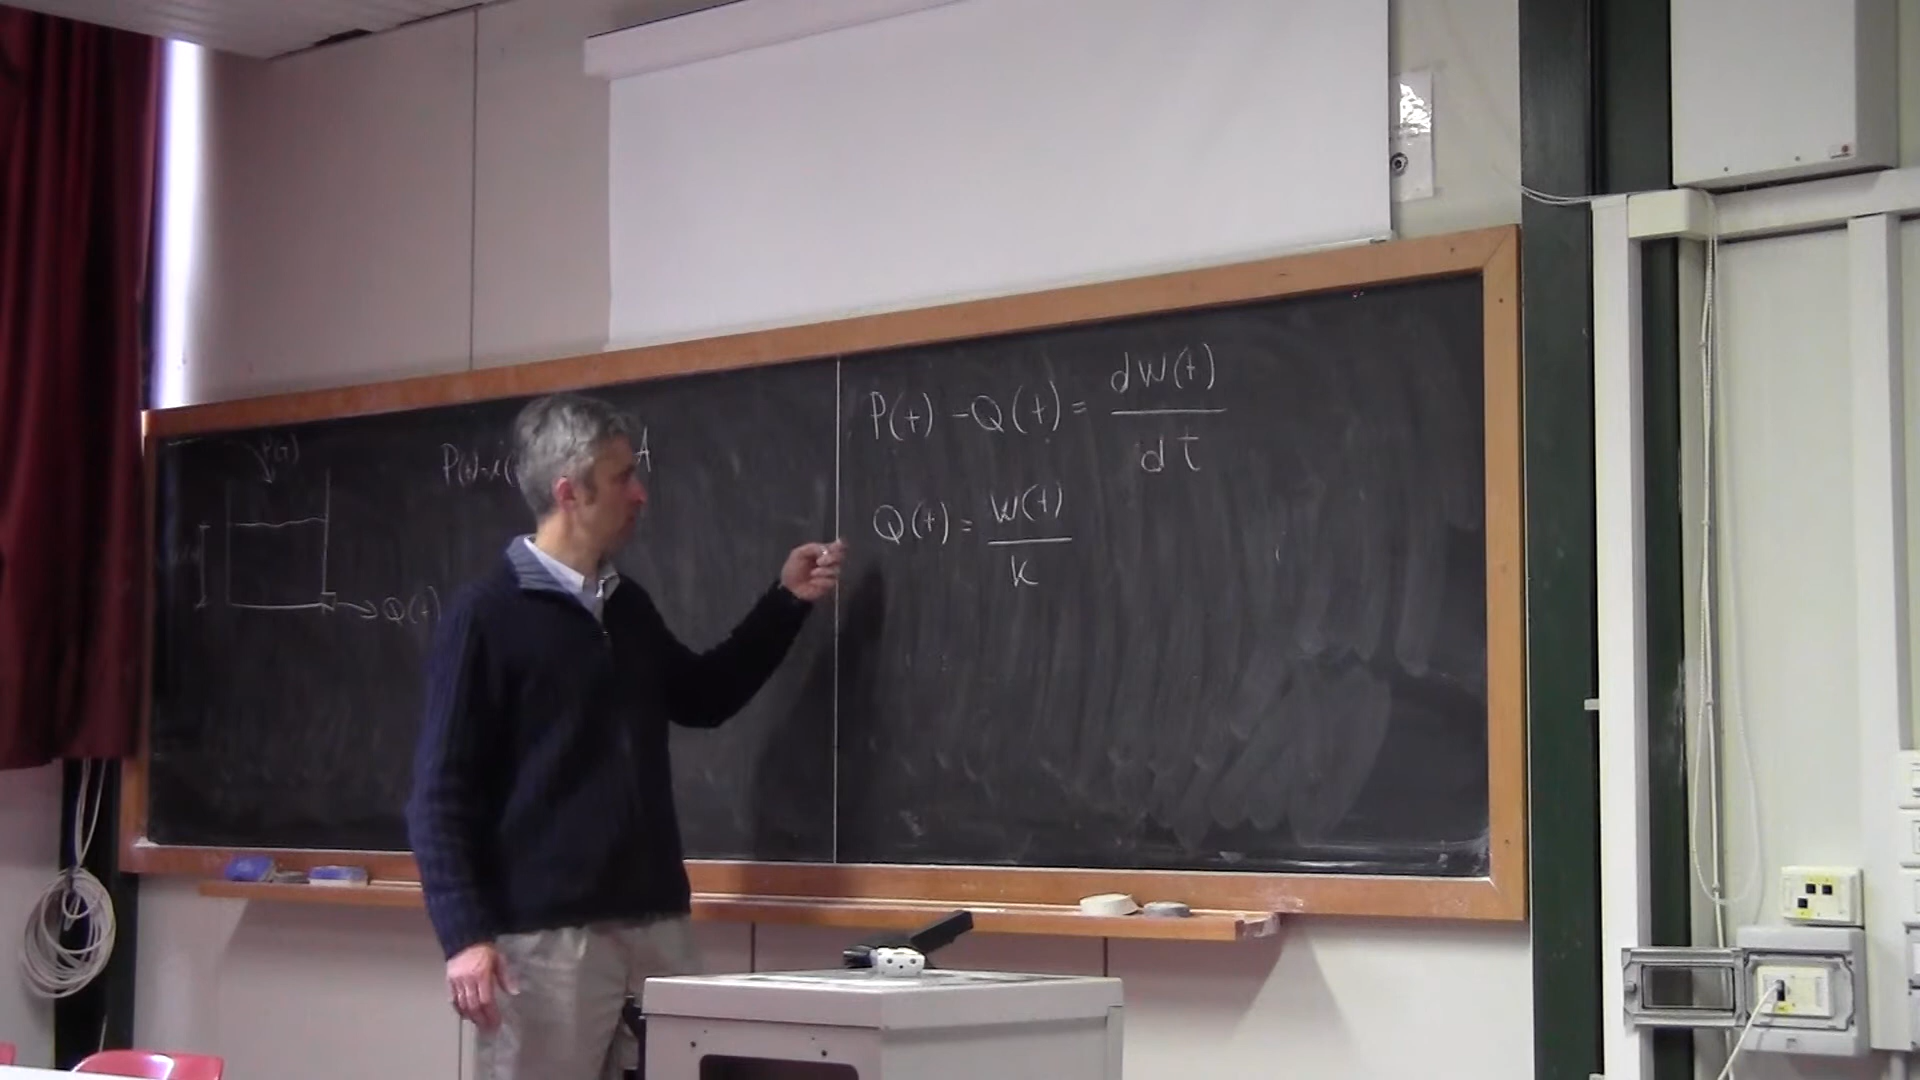 P(t)
P(t) - i(
A
Q(t)
P(t) - Q(t) = dW(t)
dt
Q(t) = W(t)
k